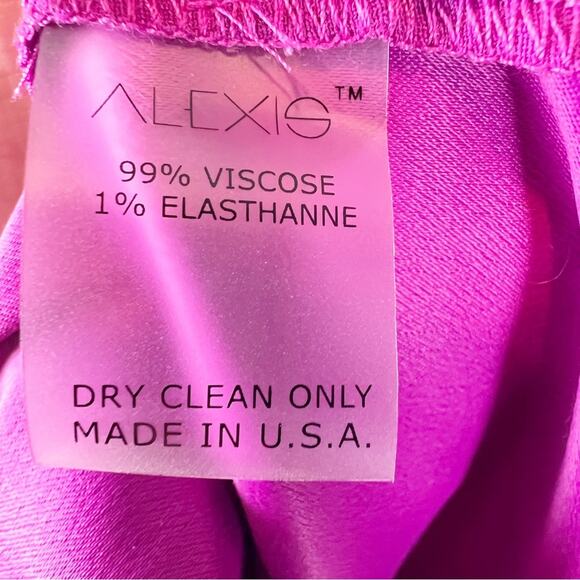 ALEXIS™
99% VISCOSE
1% ELASTHANNE
DRY CLEAN ONLY
MADE IN U.S.A.